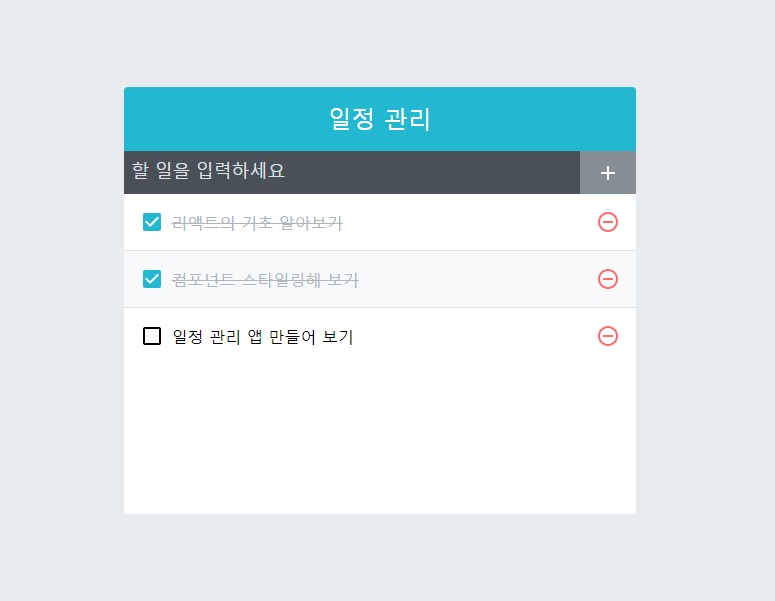 일정 관리
할 일을 입력하세요
리액트의 기초 알아보기
컴포넌트 스타일링해 보기
일정 관리 앱 만들어 보기